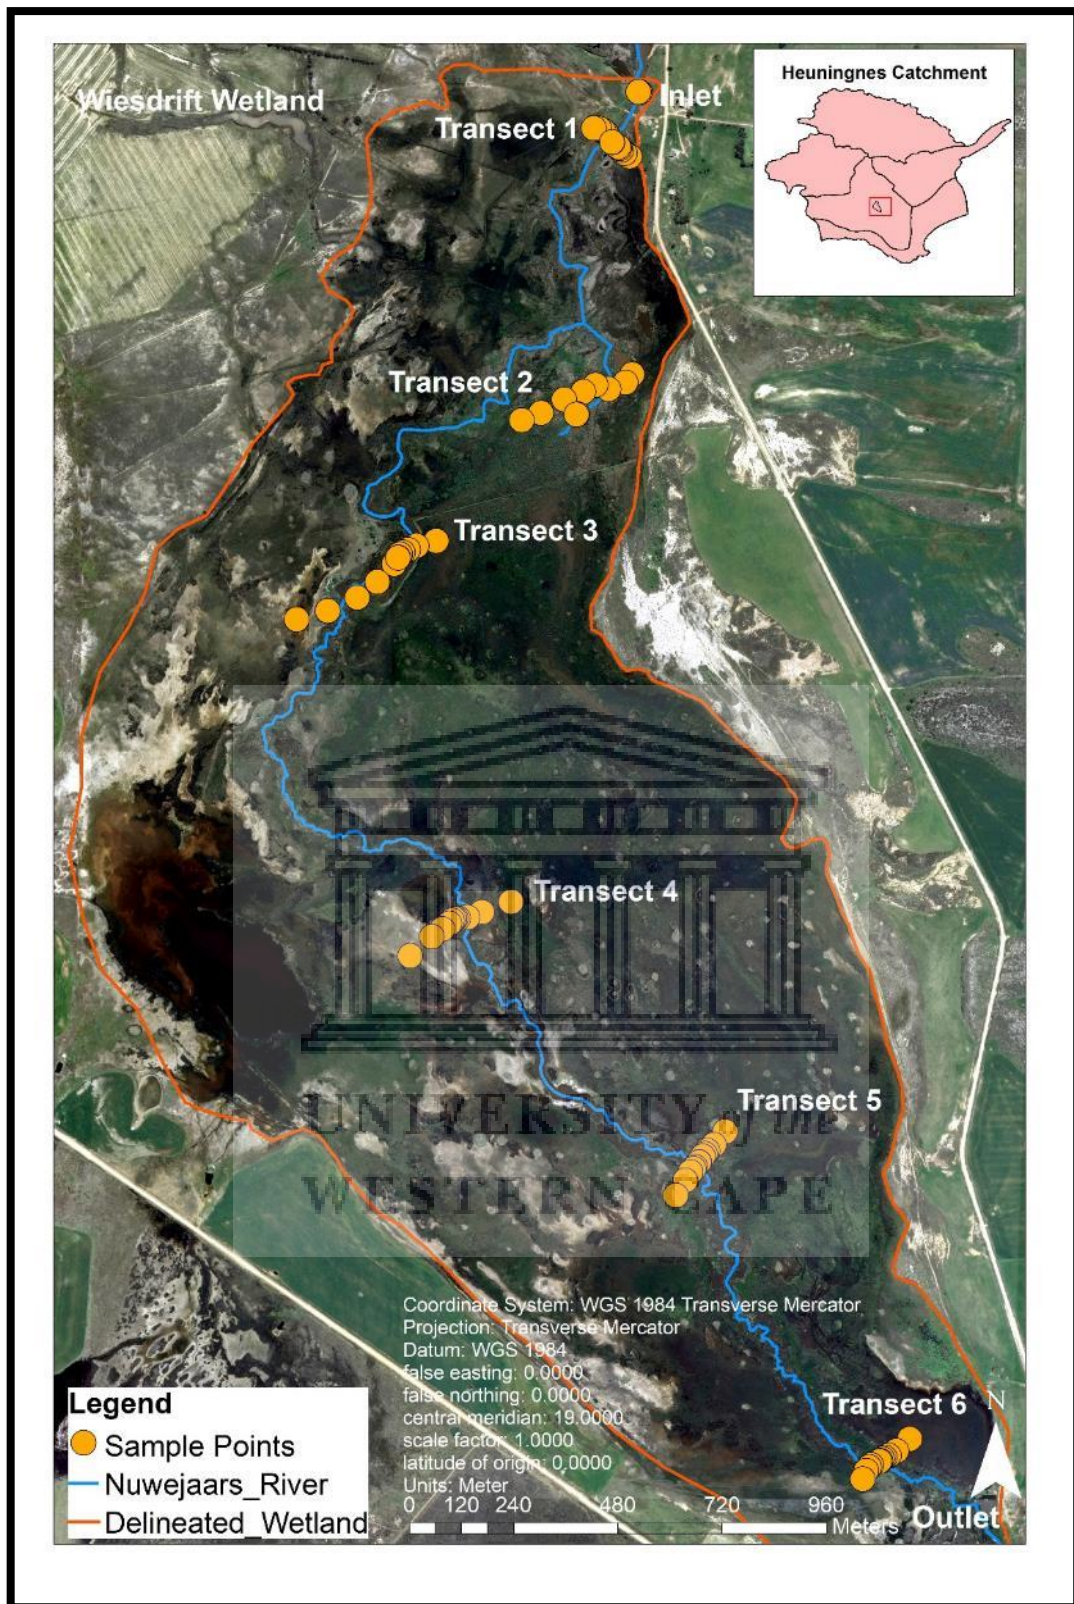 Heuningnes Catchment
Wiesdrift Wetland
Inlet
Transect 1
Transect 2
Transect 3
Transect 4
Transect 5
UNIVERSITY of the
WESTERN CAPE
Coordinate System: WGS 1984 Transverse Mercator
Projection: Transverse Mercator
Datum: WGS 1984
false easting: 0.0000
false northing: 0.0000
central meridian: 19.0000
scale factor: 1.0000
latitude of origin: 0.0000
Units: Meter
0 120 240 480 720 960
Meters
Transect 6
N
Outlet
Legend
Sample Points
Nuwejaars_River
Delineated_Wetland